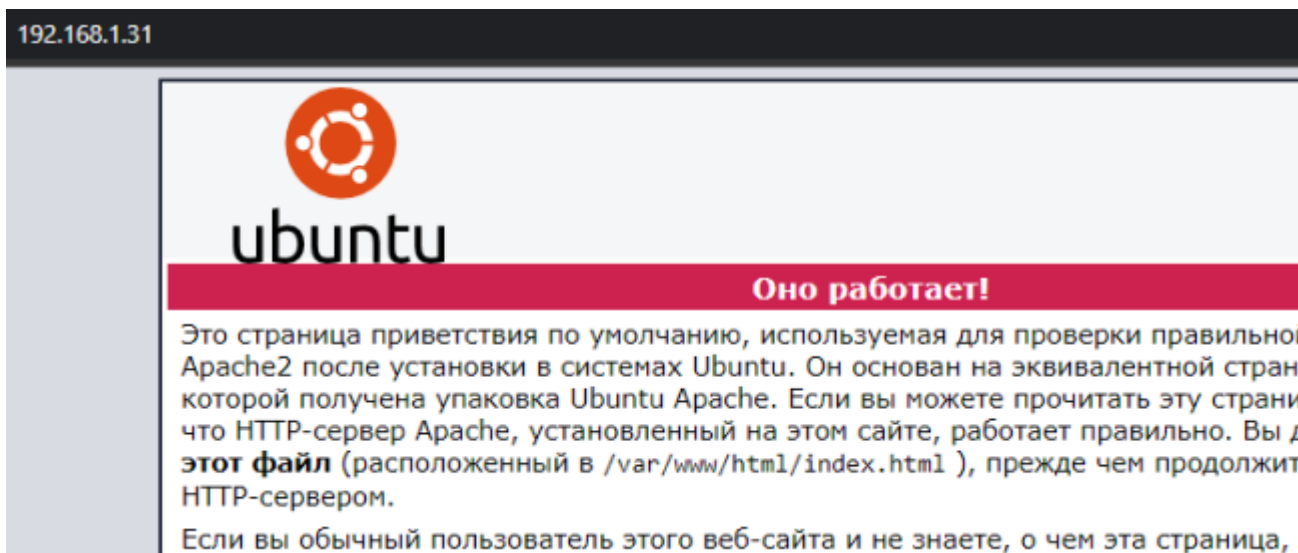 192.168.1.31
ubuntu
Оно работает!
Это страница приветствия по умолчанию, используемая для проверки правильной
Apache2 после установки в системах Ubuntu. Он основан на эквивалентной стран
которой получена упаковка Ubuntu Apache. Если вы можете прочитать эту страни
что HTTP-сервер Apache, установленный на этом сайте, работает правильно. Вы
этот файл (расположенный в /var/www/html/index.html ), прежде чем продолжит
HTTP-сервером.
Если вы обычный пользователь этого веб-сайта и не знаете, о чем эта страница,